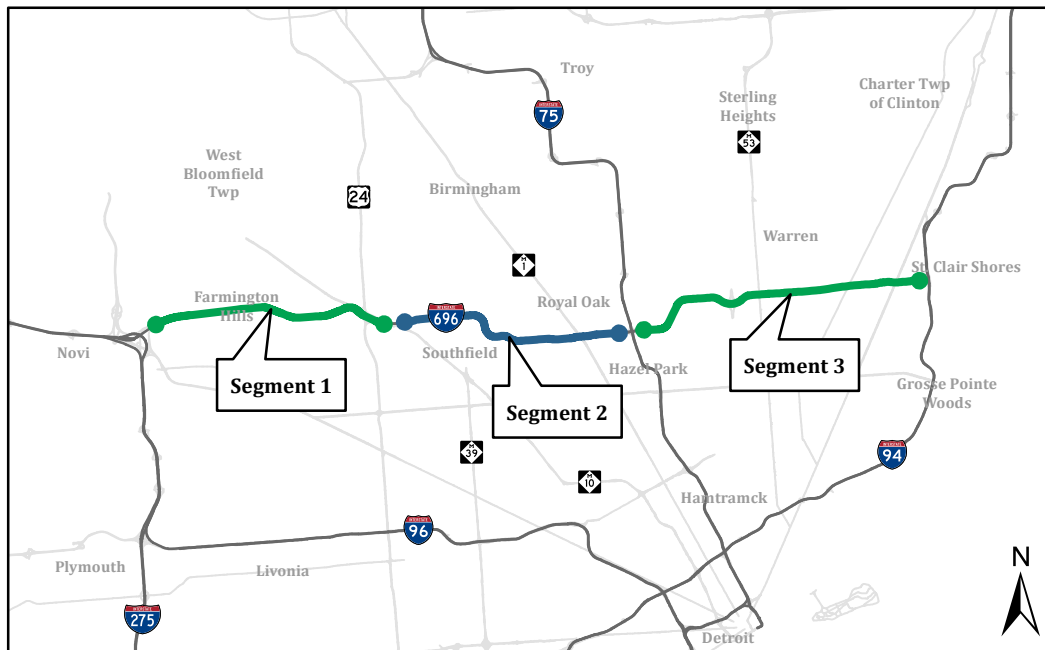 Troy
75
Charter Twp
of Clinton
Sterling
Heights
M
53
West
Bloomfield
Twp
24
Birmingham
Warren
M
1
St. Clair Shores
Farmington
Hills
Royal Oak
696
Novi
Southfield
Hazel Park
Segment 1
Segment 2
Segment 3
Grosse Pointe
Woods
M
39
94
M
10
Hamtramck
96
N
Plymouth
Livonia
275
Detroit